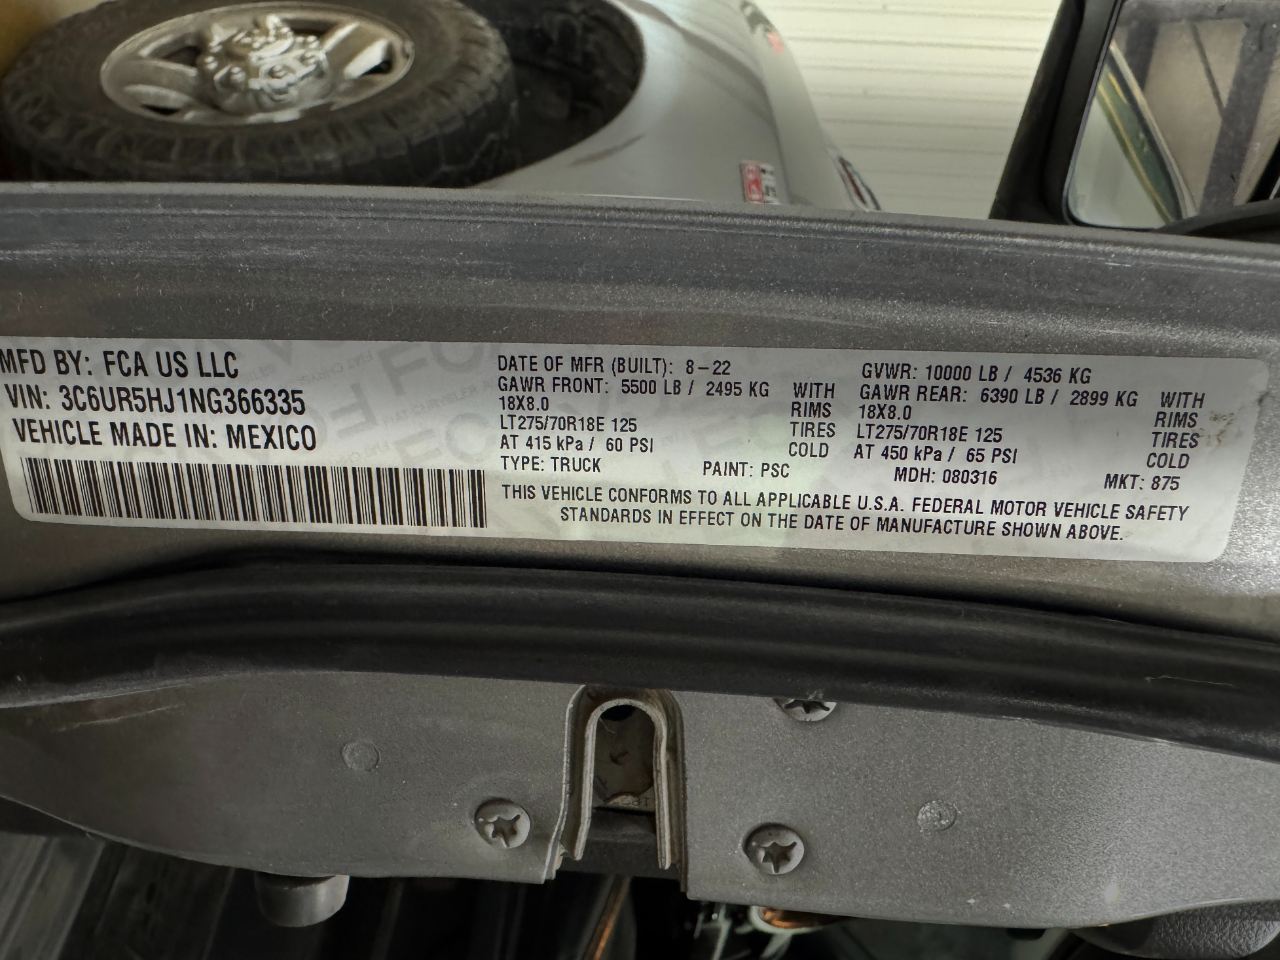 MFD BY: FCA US LLC
VIN: 3C6UR5HJ1NG366335
VEHICLE MADE IN: MEXICO
DATE OF MFR (BUILT): 8-22
GAWR FRONT: 5500 LB / 2495 KG WITH
18X8.0 RIMS
LT275/70R18E 125 TIRES
AT 415 kPa / 60 PSI COLD
GVWR: 10000 LB / 4536 KG
GAWR REAR: 6390 LB / 2899 KG WITH
18X8.0 RIMS
LT275/70R18E 125 TIRES
AT 450 kPa / 65 PSI COLD
TYPE: TRUCK PAINT: PSC MDH: 080316 MKT: 875
THIS VEHICLE CONFORMS TO ALL APPLICABLE U.S.A. FEDERAL MOTOR VEHICLE SAFETY
STANDARDS IN EFFECT ON THE DATE OF MANUFACTURE SHOWN ABOVE.